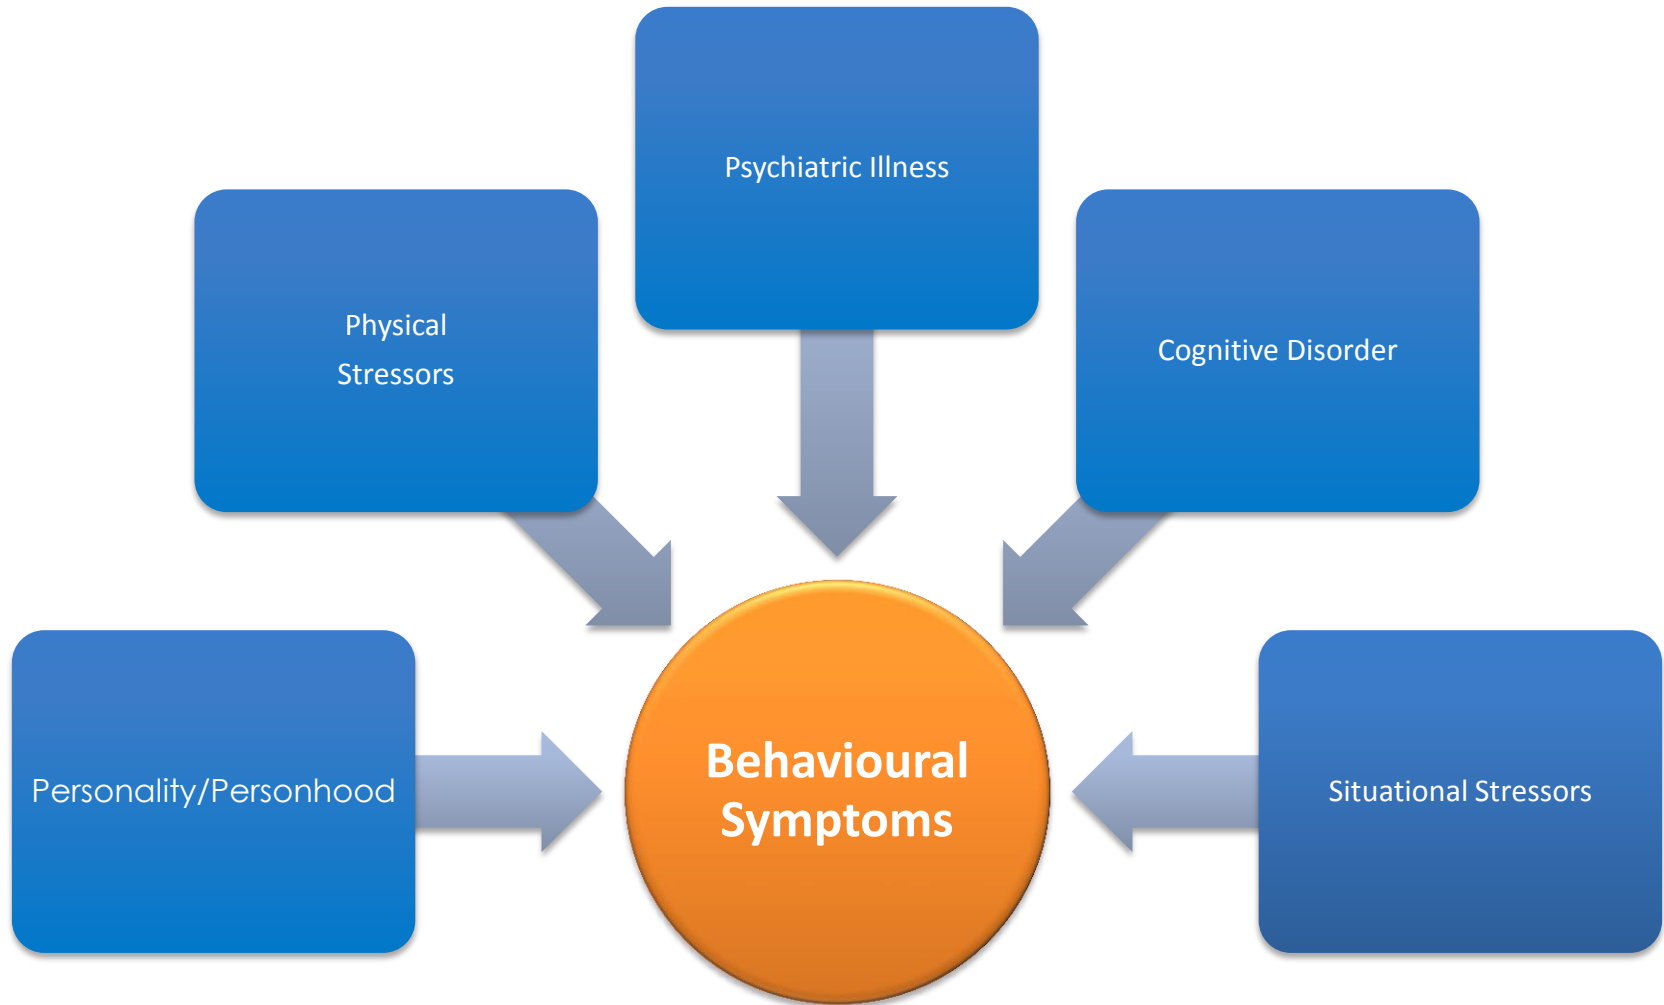 Psychiatric Illness
Physical
Stressors
Cognitive Disorder
Personality/Personhood
Behavioural
Symptoms
Situational Stressors